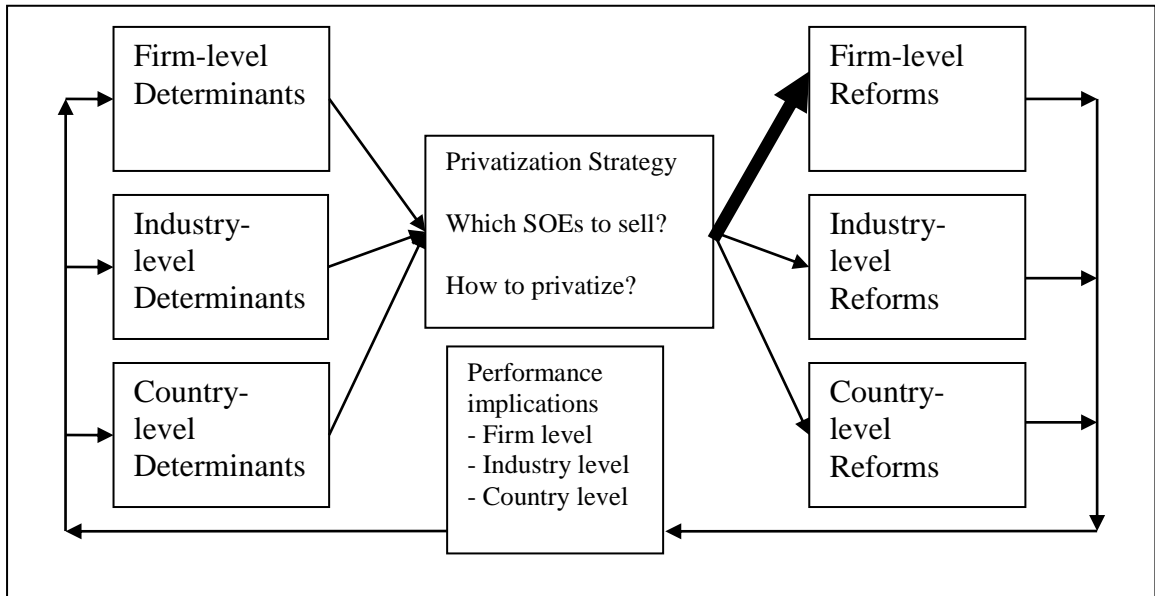 Firm-level
Determinants
Industry-
level
Determinants
Country-
level
Determinants
Privatization Strategy
Which SOEs to sell?
How to privatize?
Performance
implications
- Firm level
- Industry level
- Country level
Firm-level
Reforms
Industry-
level
Reforms
Country-
level
Reforms